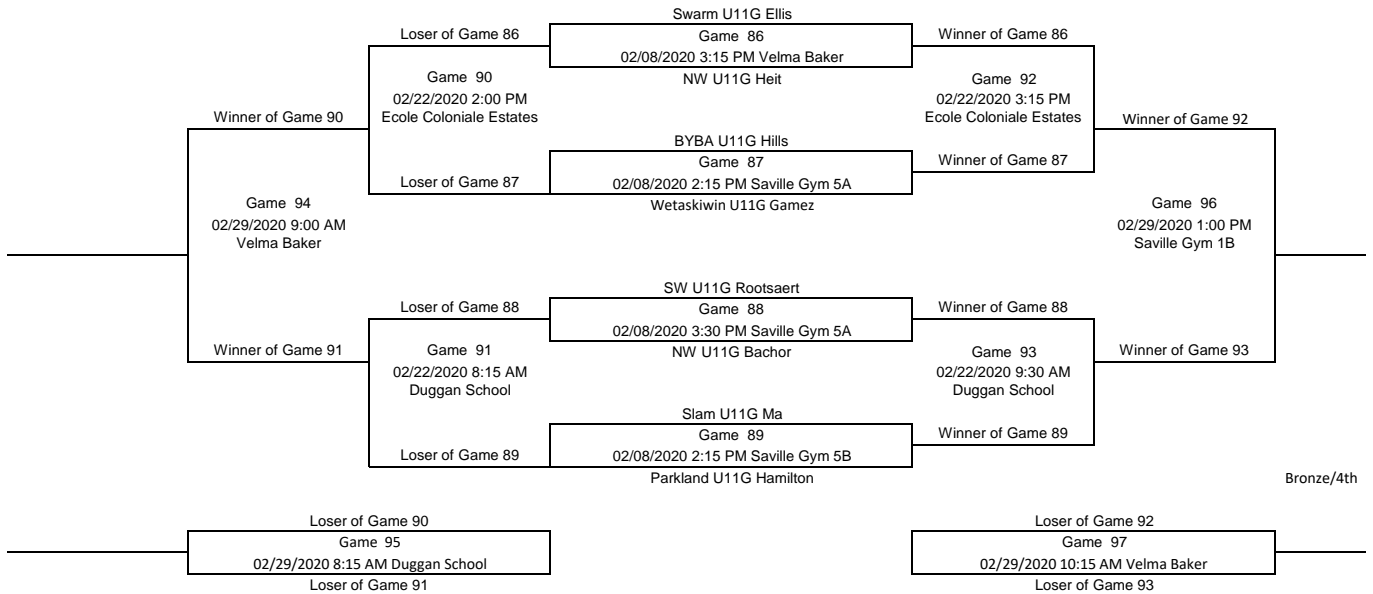 Swarm U11G Ellis
Loser of Game 86
Game 86
Winner of Game 86
02/08/2020 3:15 PM Velma Baker
NW U11G Heit
Game 90
02/22/2020 2:00 PM
Ecole Coloniale Estates
Game 92
02/22/2020 3:15 PM
Ecole Coloniale Estates
Winner of Game 90
Winner of Game 92
BYBA U11G Hills
Game 87
02/08/2020 2:15 PM Saville Gym 5A
Wetaskiwin U11G Gamez
Loser of Game 87
Winner of Game 87
Game 94
02/29/2020 9:00 AM
Velma Baker
Game 96
02/29/2020 1:00 PM
Saville Gym 1B
SW U11G Rootsaert
Loser of Game 88
Game 88
Winner of Game 88
02/08/2020 3:30 PM Saville Gym 5A
NW U11G Bachor
Winner of Game 91
Game 91
02/22/2020 8:15 AM
Duggan School
Game 93
02/22/2020 9:30 AM
Duggan School
Winner of Game 93
Slam U11G Ma
Game 89
02/08/2020 2:15 PM Saville Gym 5B
Parkland U11G Hamilton
Loser of Game 89
Winner of Game 89
Bronze/4th
Loser of Game 90
Game 95
02/29/2020 8:15 AM Duggan School
Loser of Game 91
Loser of Game 92
Game 97
02/29/2020 10:15 AM Velma Baker
Loser of Game 93